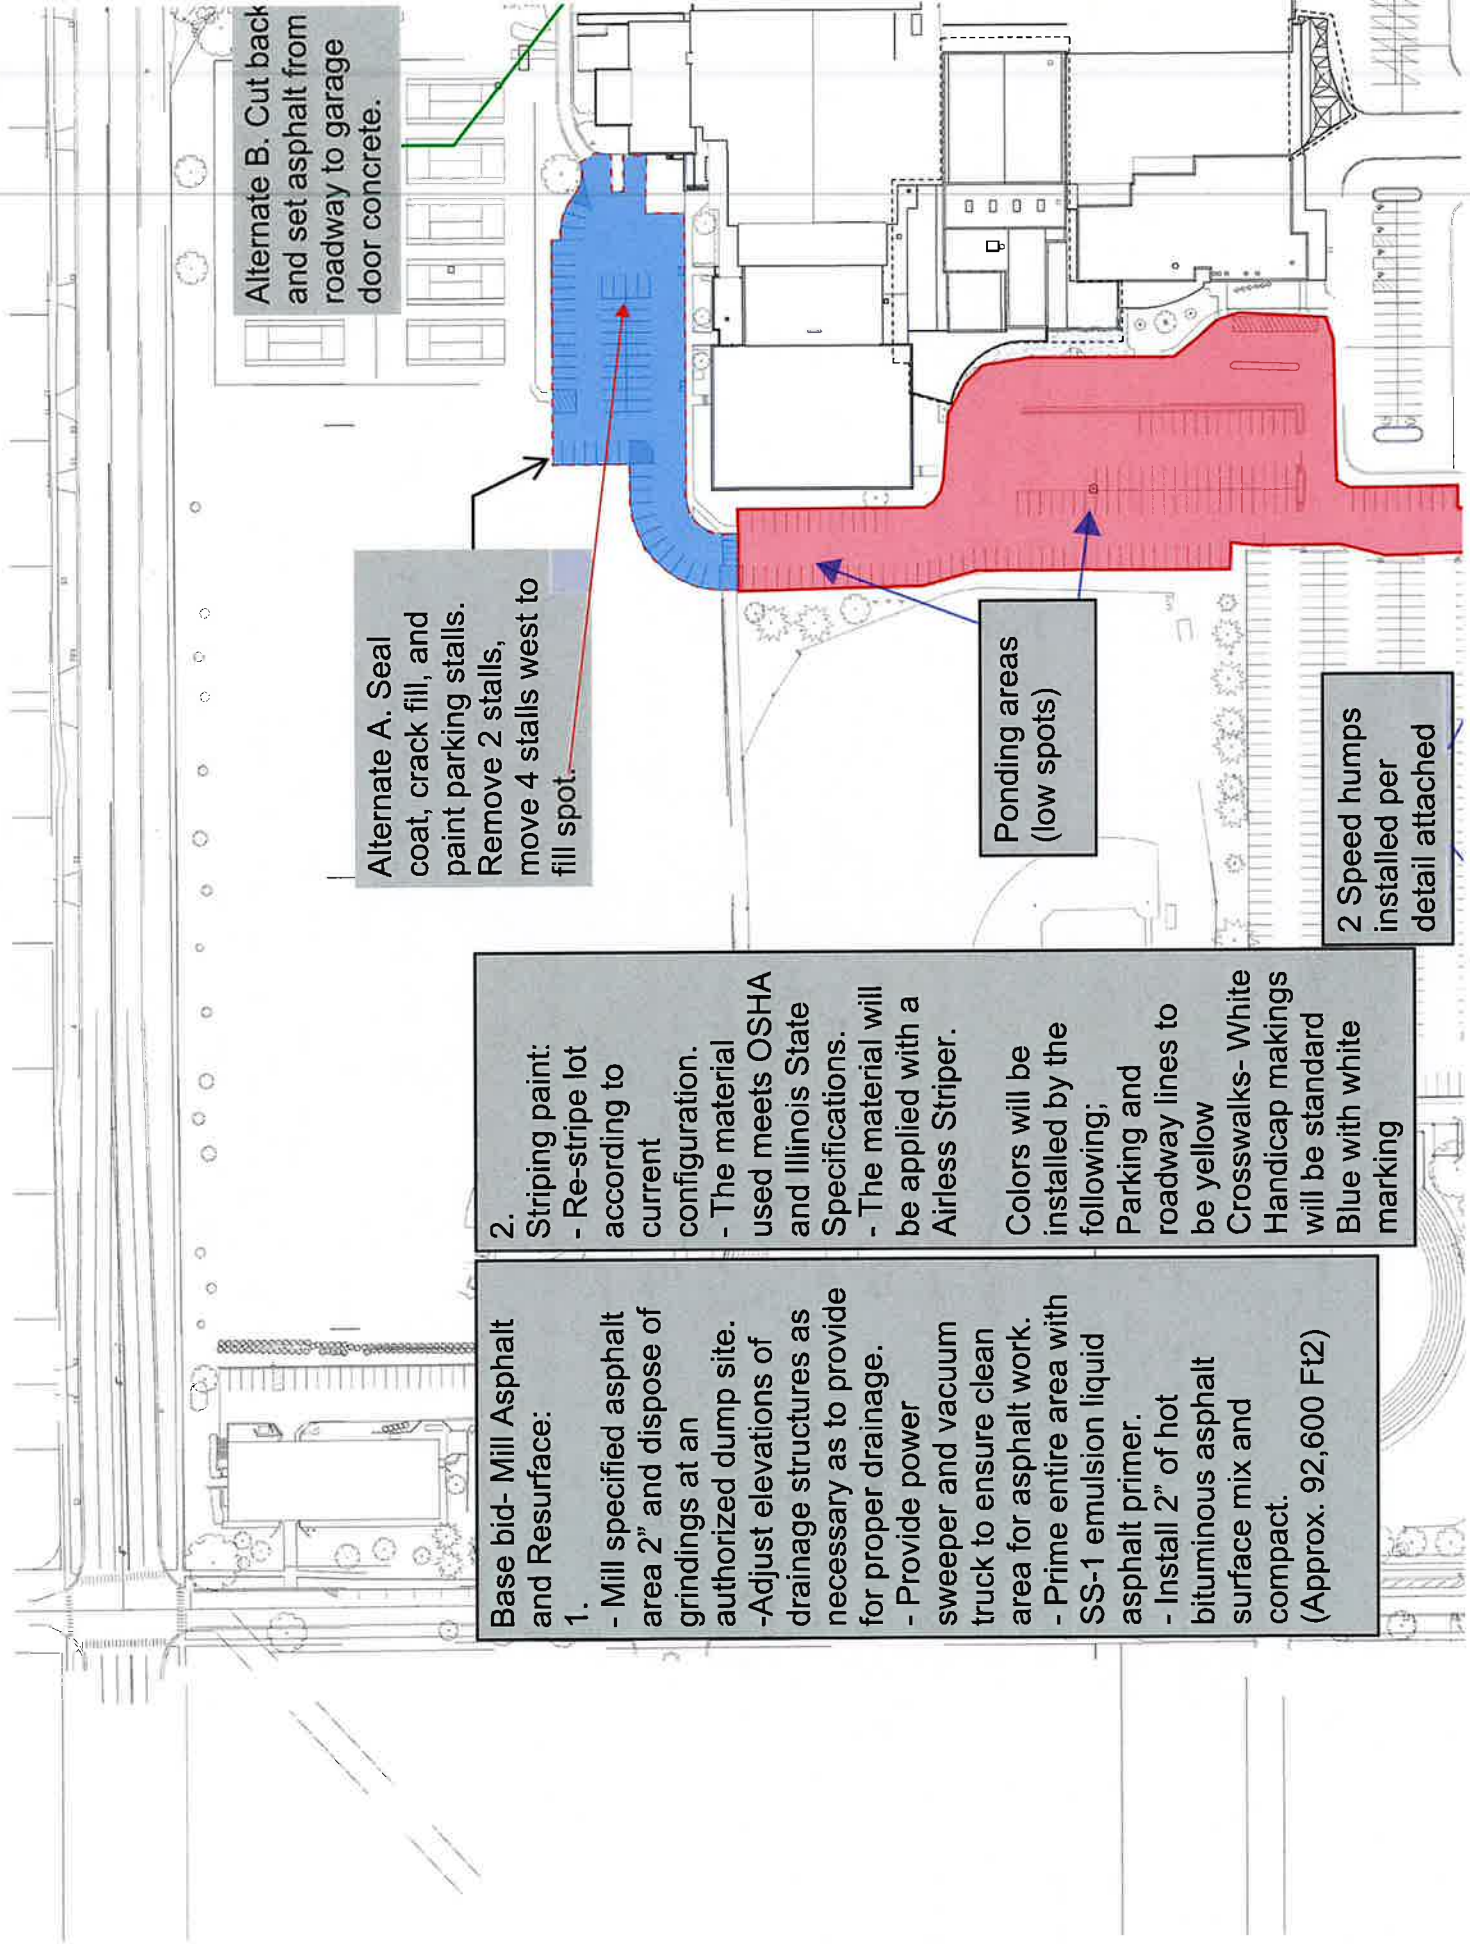 Base bid- Mill Asphalt
and Resurface:
1.
- Mill specified asphalt
area 2" and dispose of
grindings at an
authorized dump site.
-Adjust elevations of
drainage structures as
necessary as to provide
for proper drainage.
- Provide power
sweeper and vacuum
truck to ensure clean
area for asphalt work.
- Prime entire area with
SS-1 emulsion liquid
asphalt primer.
- Install 2" of hot
bituminous asphalt
surface mix and
compact.
(Approx. 92,600 Ft2)
2.
Striping paint:
- Re-stripe lot
according to
current
configuration.
- The material
used meets OSHA
and Illinois State
Specifications.
- The material will
be applied with a
Airless Striper.
Colors will be
installed by the
following;
Parking and
roadway lines to
be yellow
Crosswalks- White
Handicap makings
will be standard
Blue with white
marking
Alternate A. Seal
coat, crack fill, and
paint parking stalls.
Remove 2 stalls,
move 4 stalls west to
fill spot.
Ponding areas
(low spots)
2 Speed humps
installed per
detail attached
Alternate B. Cut back
and set asphalt from
roadway to garage
door concrete.